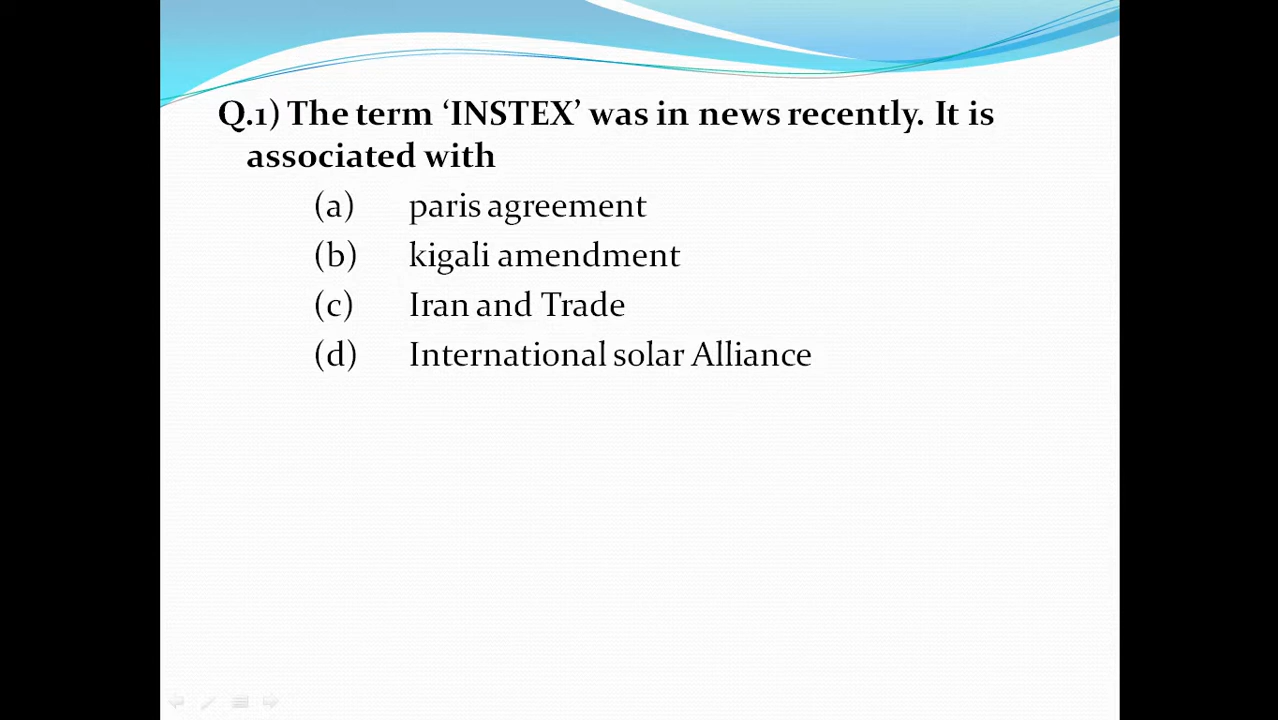 Q.1) The term ‘INSTEX’ was in news recently. It is
associated with
(a) paris agreement
(b) kigali amendment
(c) Iran and Trade
(d) International solar Alliance